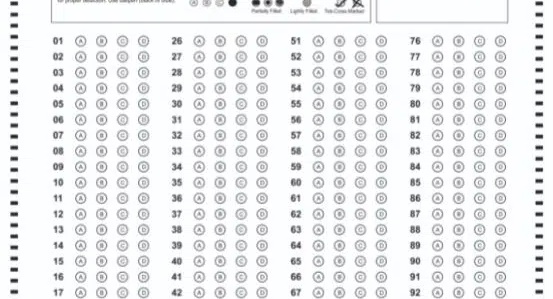 for proper selection. Use ballpen (black or blue). A B C
Partially Filled Lightly Filled Tick/Cross Marked
01 A B C D 26 A B C D 51 A B C D 76 A B C D
02 A B C D 27 A B C D 52 A B C D 77 A B C D
03 A B C D 28 A B C D 53 A B C D 78 A B C D
04 A B C D 29 A B C D 54 A B C D 79 A B C D
05 A B C D 30 A B C D 55 A B C D 80 A B C D
06 A B C D 31 A B C D 56 A B C D 81 A B C D
07 A B C D 32 A B C D 57 A B C D 82 A B C D
08 A B C D 33 A B C D 58 A B C D 83 A B C D
09 A B C D 34 A B C D 59 A B C D 84 A B C D
10 A B C D 35 A B C D 60 A B C D 85 A B C D
11 A B C D 36 A B C D 61 A B C D 86 A B C D
12 A B C D 37 A B C D 62 A B C D 87 A B C D
13 A B C D 38 A B C D 63 A B C D 88 A B C D
14 A B C D 39 A B C D 64 A B C D 89 A B C D
15 A B C D 40 A B C D 65 A B C D 90 A B C D
16 A B C D 41 A B C D 66 A B C D 91 A B C D
17 A B C D 42 A B C D 67 A B C D 92 A B C D